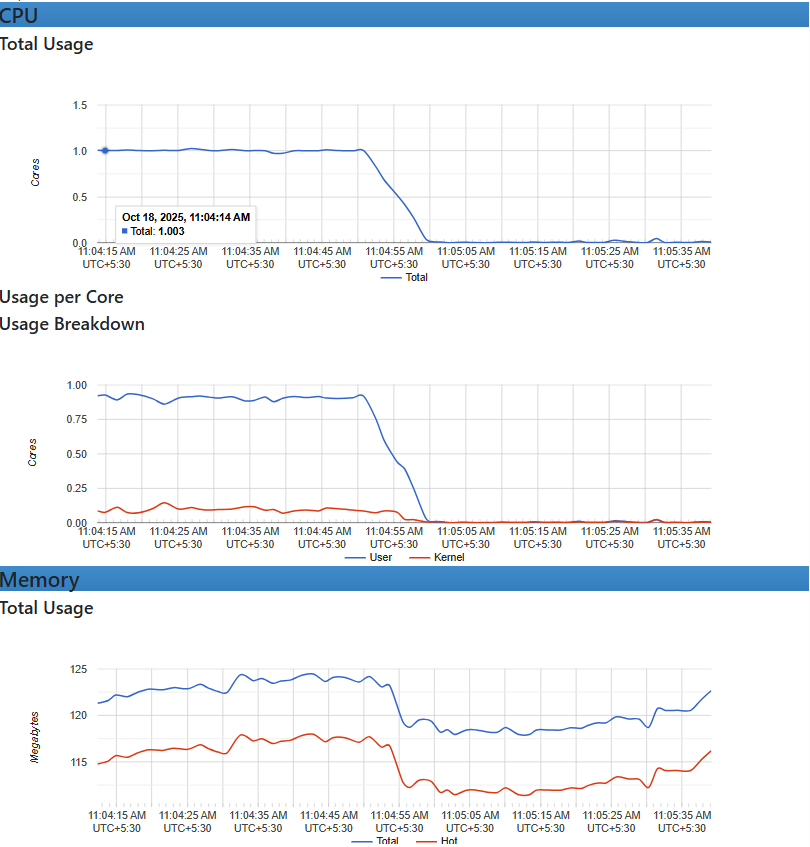 CPU
Total Usage
1.5
1.0
0.5
0.0
Cores
Oct 18, 2025, 11:04:14 AM
Total: 1.003
11:04:15 AM 11:04:25 AM 11:04:35 AM 11:04:45 AM 11:04:55 AM 11:05:05 AM 11:05:15 AM 11:05:25 AM 11:05:35 AM
UTC+5:30 UTC+5:30 UTC+5:30 UTC+5:30 UTC+5:30 UTC+5:30 UTC+5:30 UTC+5:30 UTC+5:30
Total
Usage per Core
Usage Breakdown
1.00
0.75
0.50
0.25
0.00
Cores
11:04:15 AM 11:04:25 AM 11:04:35 AM 11:04:45 AM 11:04:55 AM 11:05:05 AM 11:05:15 AM 11:05:25 AM 11:05:35 AM
UTC+5:30 UTC+5:30 UTC+5:30 UTC+5:30 UTC+5:30 UTC+5:30 UTC+5:30 UTC+5:30 UTC+5:30
User Kernel
Memory
Total Usage
125
120
115
Megabytes
11:04:15 AM 11:04:25 AM 11:04:35 AM 11:04:45 AM 11:04:55 AM 11:05:05 AM 11:05:15 AM 11:05:25 AM 11:05:35 AM
UTC+5:30 UTC+5:30 UTC+5:30 UTC+5:30 UTC+5:30 UTC+5:30 UTC+5:30 UTC+5:30 UTC+5:30
Total Hot